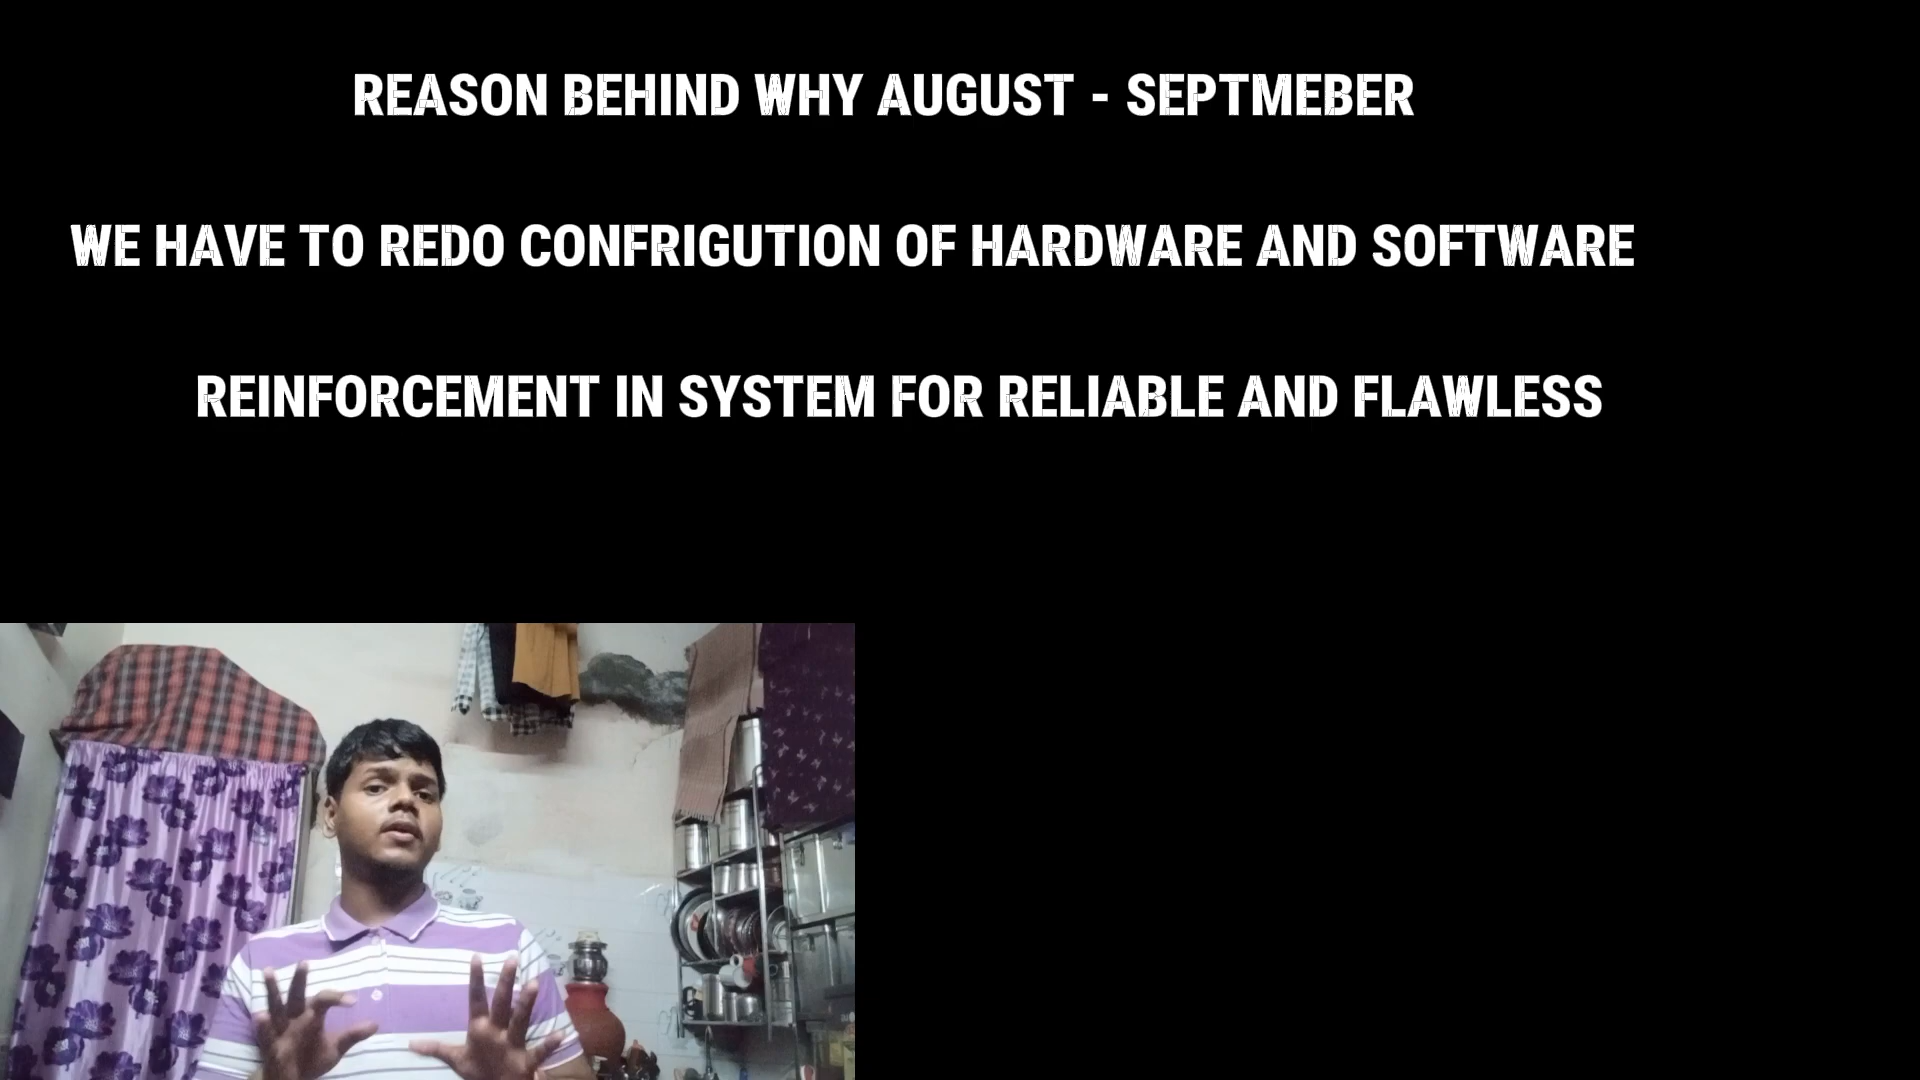 REASON BEHIND WHY AUGUST - SEPTMEBER
WE HAVE TO REDO CONFRIGUTION OF HARDWARE AND SOFTWARE
REINFORCEMENT IN SYSTEM FOR RELIABLE AND FLAWLESS